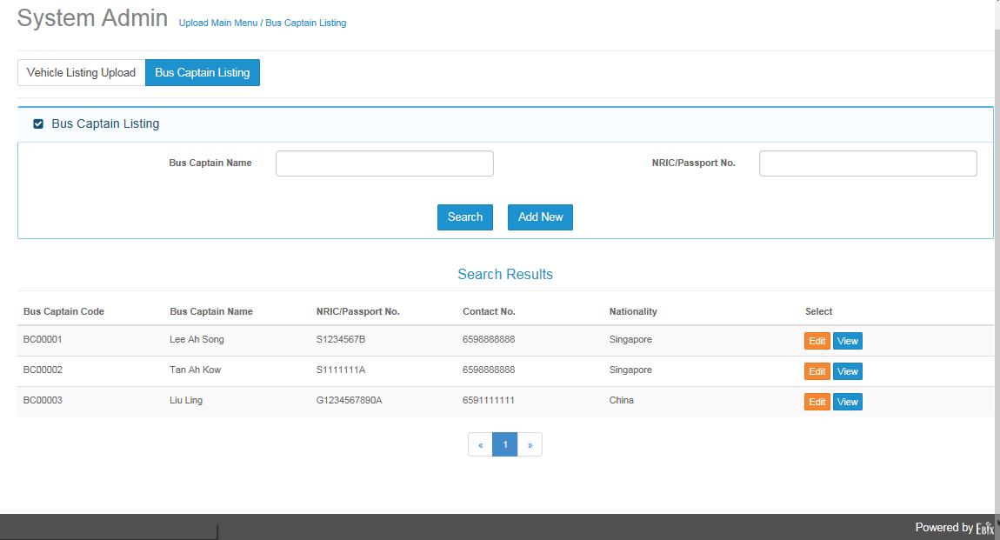 System Admin Upload Main Menu / Bus Captain Listing
Vehicle Listing Upload Bus Captain Listing
Bus Captain Listing
Bus Captain Name NRIC/Passport No.
Search Add New
Search Results
Bus Captain Code Bus Captain Name NRIC/Passport No. Contact No. Nationality Select
BC00001 Lee Ah Song S1234567B 6598888888 Singapore Edit View
BC00002 Tan Ah Kow S1111111A 6598888888 Singapore Edit View
BC00003 Liu Ling G1234567890A 6591111111 China Edit View
« 1 »
Powered by Ebix